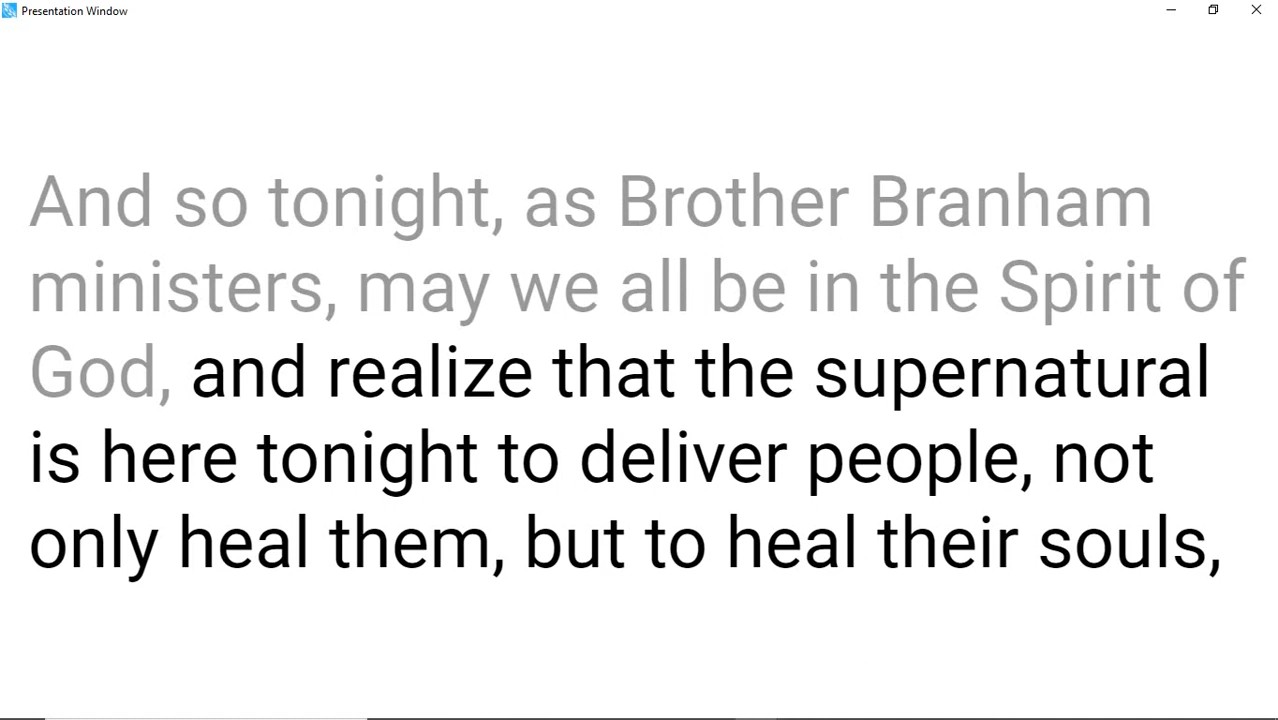 Presentation Window
And so tonight, as Brother Branham
ministers, may we all be in the Spirit of
God, and realize that the supernatural
is here tonight to deliver people, not
only heal them, but to heal their souls,